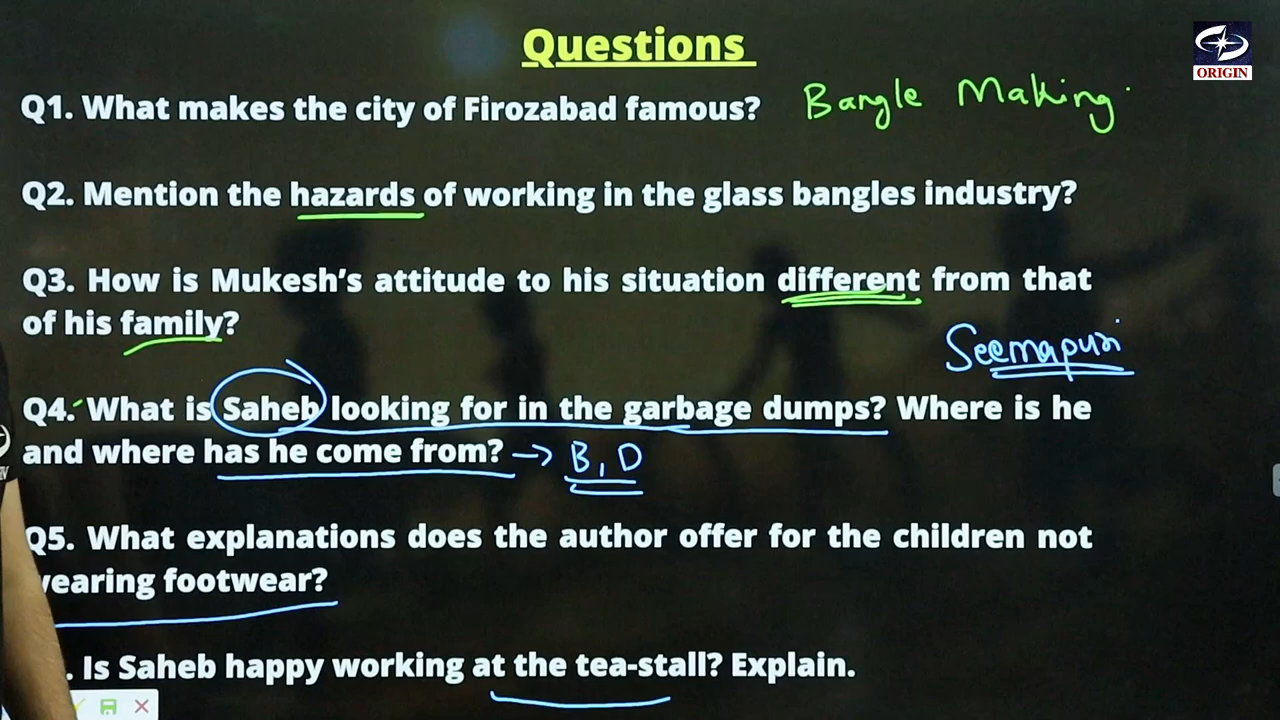 Questions
ORIGIN
Q1. What makes the city of Firozabad famous? Bangle Making.
Q2. Mention the hazards of working in the glass bangles industry?
Q3. How is Mukesh’s attitude to his situation different from that
of his family?
Seemapuri
Q4. What is Saheb looking for in the garbage dumps? Where is he
and where has he come from? → B, D
Q5. What explanations does the author offer for the children not
wearing footwear?
. Is Saheb happy working at the tea-stall? Explain.